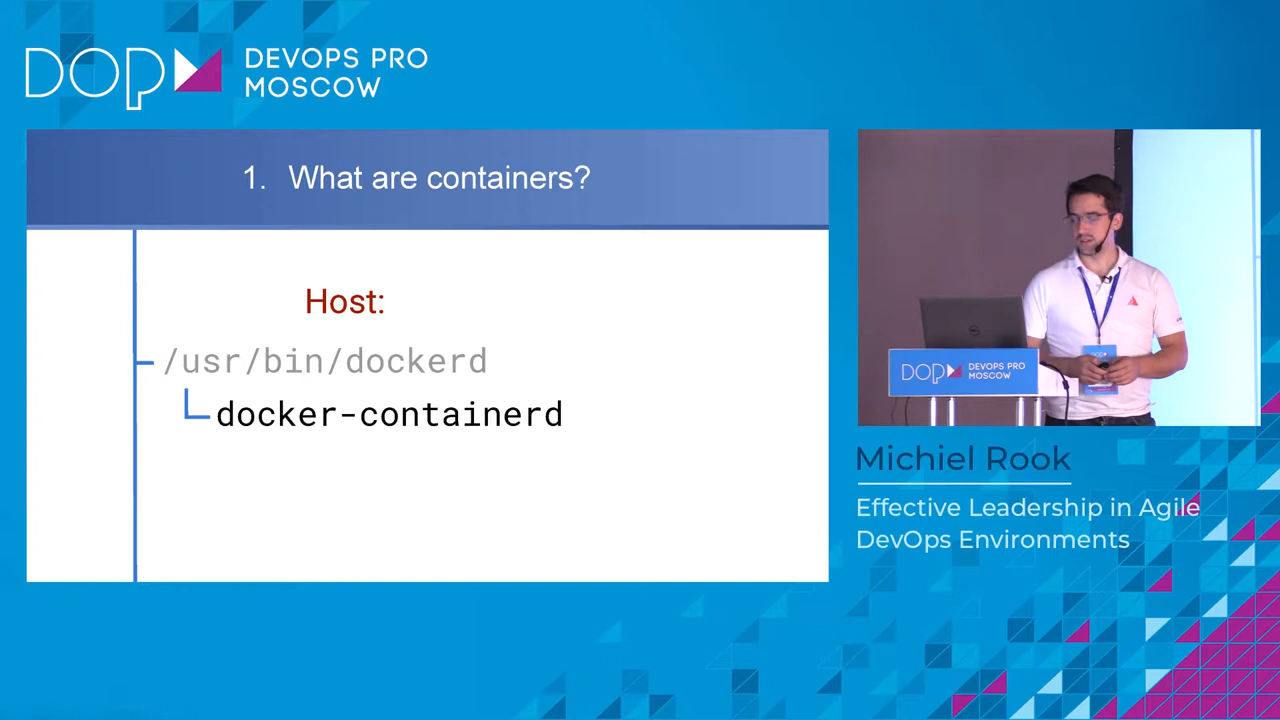 DOP DEVOPS PRO
MOSCOW
1. What are containers?
Host:
/usr/bin/dockerd
docker-containerd
DOP DEVOPS PRO
MOSCOW
Michiel Rook
Effective Leadership in Agile
DevOps Environments